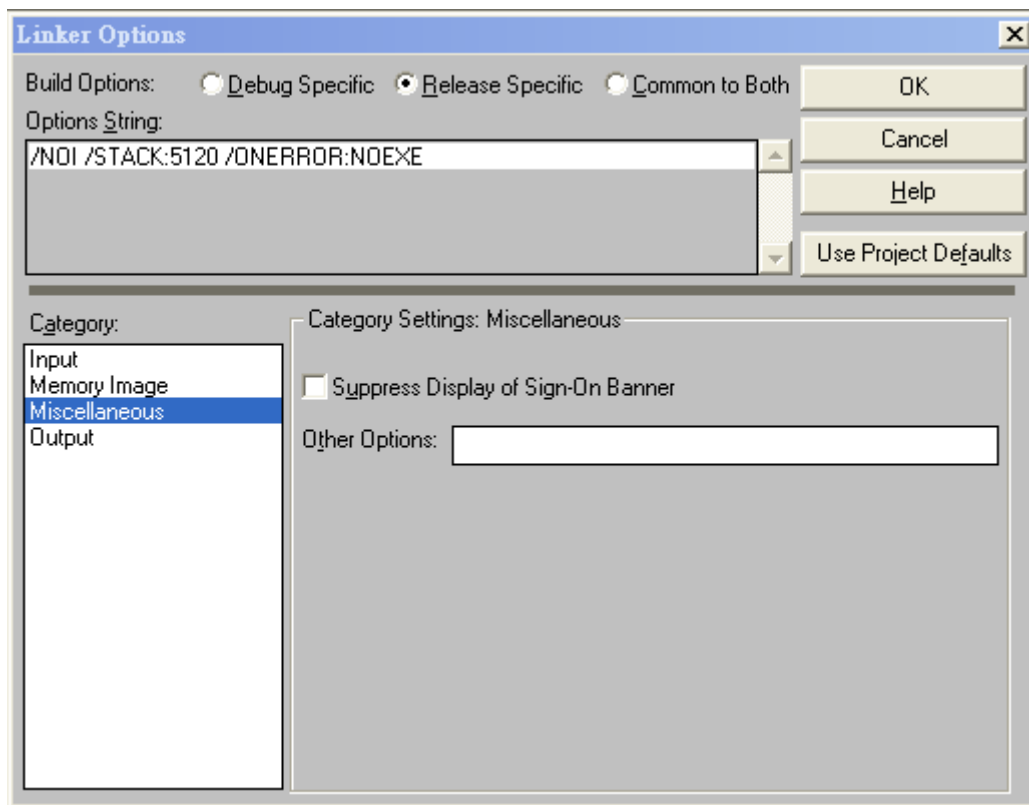 Linker Options
Build Options: Debug Specific Release Specific Common to Both
OK
Options String:
/NOI /STACK:5120 /ONERROR:NOEXE
Cancel
Help
Use Project Defaults
Category:
Input
Memory Image
Miscellaneous
Output
Category Settings: Miscellaneous
Suppress Display of Sign-On Banner
Other Options: